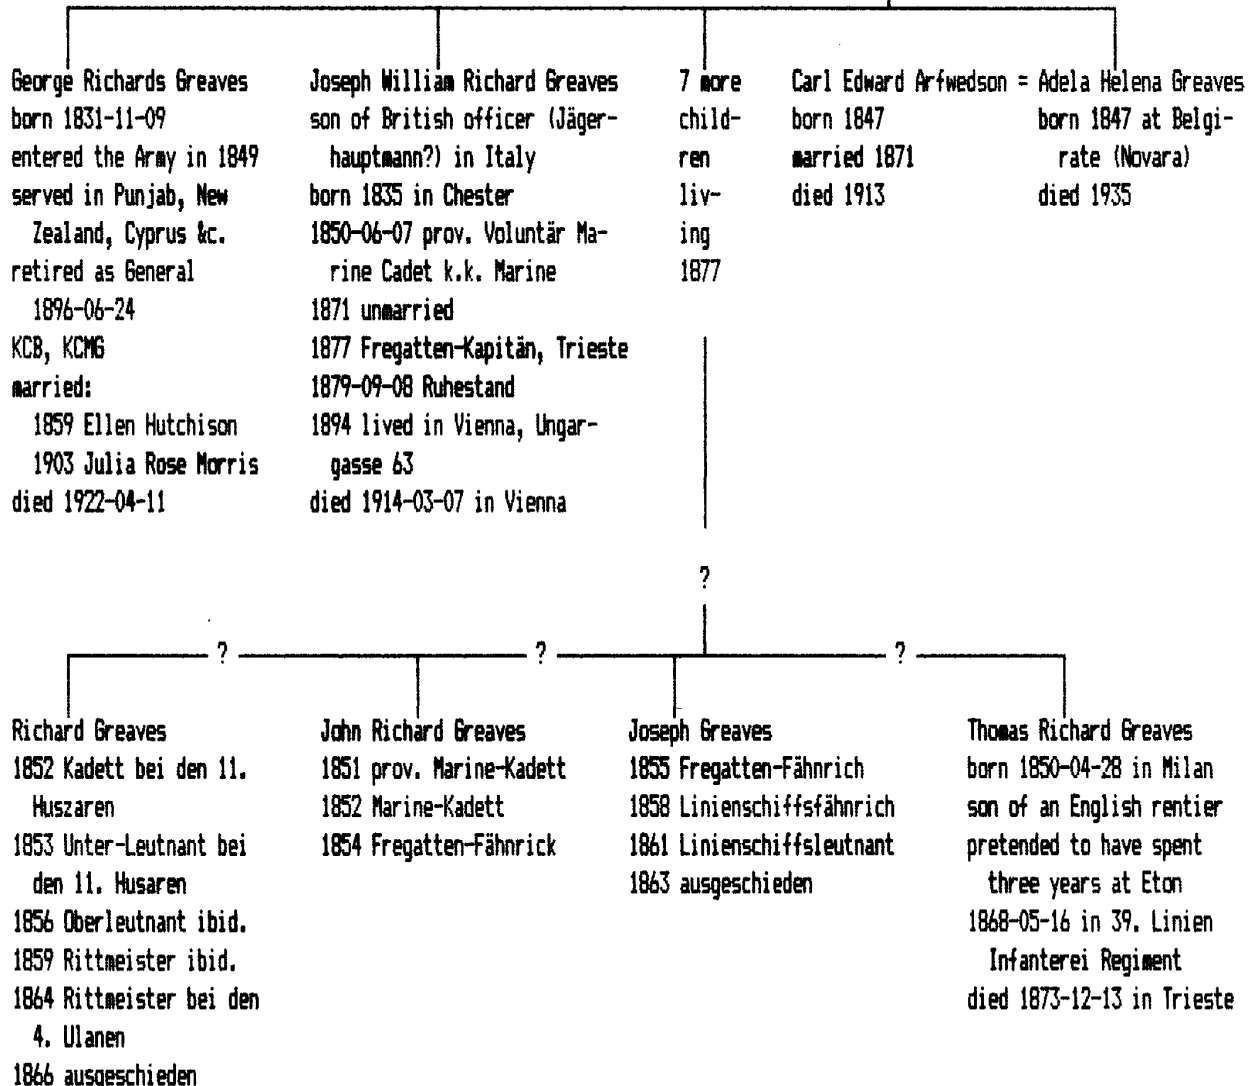 George Richards Greaves
born 1831-11-09
entered the Army in 1849
served in Punjab, New
Zealand, Cyprus &c.
retired as General
1896-06-24
KCB, KCMG
married:
1859 Ellen Hutchison
1903 Julia Rose Morris
died 1922-04-11
Joseph William Richard Greaves
son of British officer (Jäger-
hauptmann?) in Italy
born 1835 in Chester
1850-06-07 prov. Voluntär Ma-
rine Cadet k.k. Marine
1871 unmarried
1877 Fregatten-Kapitän, Trieste
1879-09-08 Ruhestand
1894 lived in Vienna, Ungar-
gasse 63
died 1914-03-07 in Vienna
7 more
child-
ren
liv-
ing
1877
Carl Edward Arfwedson = Adela Helena Greaves
born 1847
married 1871
died 1913
born 1847 at Belgi-
rate (Novara)
died 1935
?
? ? ?
Richard Greaves
1852 Kadett bei den 11.
Huszaren
1853 Unter-Leutnant bei
den 11. Husaren
1856 Oberleutnant ibid.
1859 Rittmeister ibid.
1864 Rittmeister bei den
4. Ulanen
1866 ausgeschieden
John Richard Greaves
1851 prov. Marine-Kadett
1852 Marine-Kadett
1854 Fregatten-Fähnrick
Joseph Greaves
1855 Fregatten-Fähnrich
1858 Linienschiffsfähnrich
1861 Linienschiffsleutnant
1863 ausgeschieden
Thomas Richard Greaves
born 1850-04-28 in Milan
son of an English rentier
pretended to have spent
three years at Eton
1868-05-16 in 39. Linien
Infanterei Regiment
died 1873-12-13 in Trieste